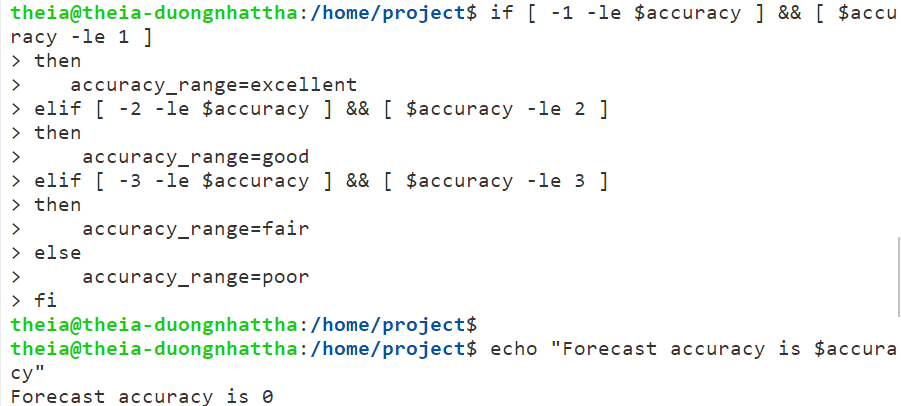 theia@theia-duongnhattha:/home/project$ if [ -1 -le $accuracy ] && [ $accu
racy -le 1 ]
> then
>    accuracy_range=excellent
> elif [ -2 -le $accuracy ] && [ $accuracy -le 2 ]
> then
>     accuracy_range=good
> elif [ -3 -le $accuracy ] && [ $accuracy -le 3 ]
> then
>     accuracy_range=fair
> else
>     accuracy_range=poor
> fi
theia@theia-duongnhattha:/home/project$
theia@theia-duongnhattha:/home/project$ echo "Forecast accuracy is $accura
cy"
Forecast accuracy is 0